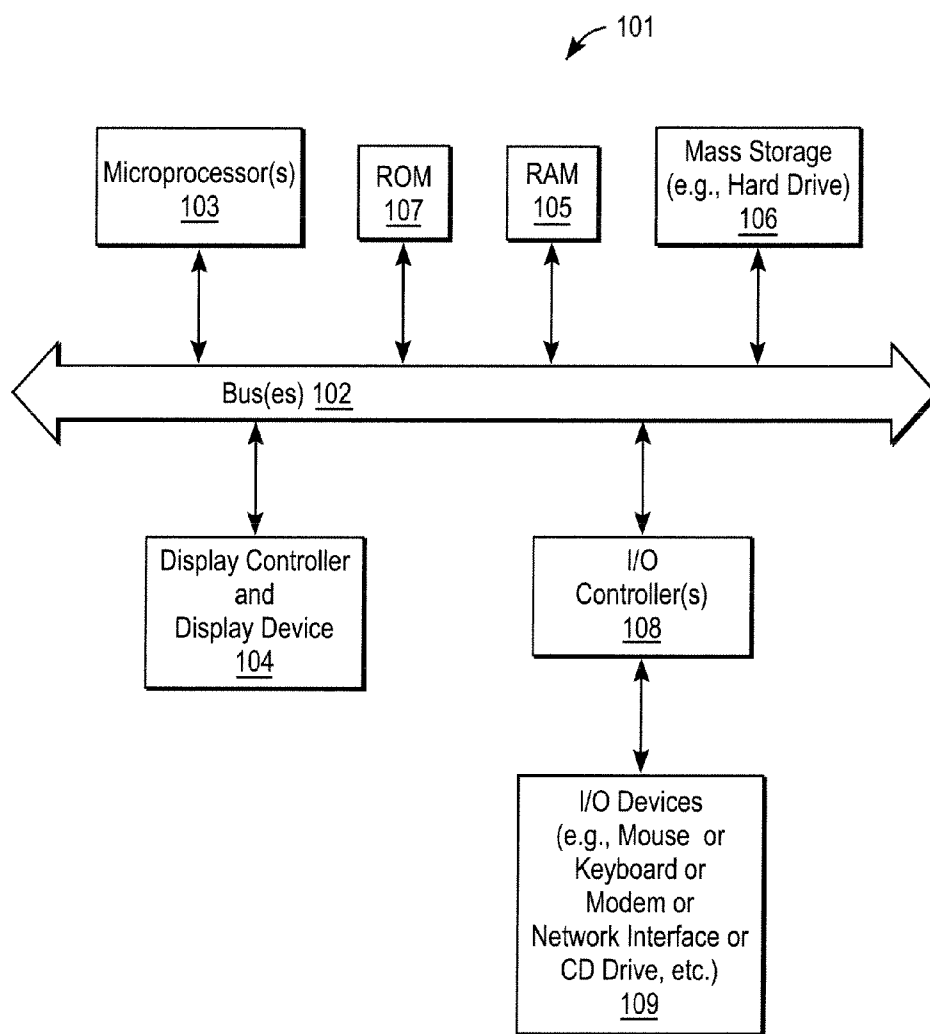 101
Microprocessor(s)
103
ROM
107
RAM
105
Mass Storage
(e.g., Hard Drive)
106
Bus(es) 102
Display Controller
and
Display Device
104
I/O
Controller(s)
108
I/O Devices
(e.g., Mouse or
Keyboard or
Modem or
Network Interface or
CD Drive, etc.)
109